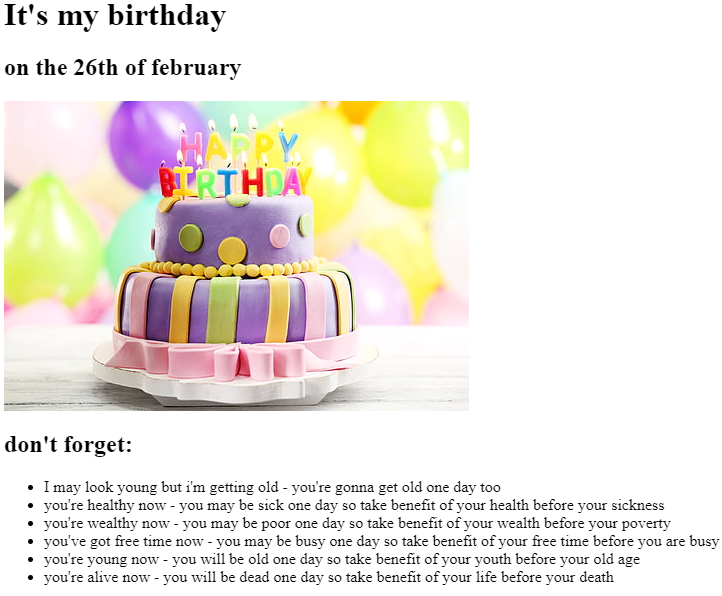 It's my birthday
on the 26th of february
HAPPY
BIRTHDAY
don't forget:
I may look young but i'm getting old - you're gonna get old one day too
you're healthy now - you may be sick one day so take benefit of your health before your sickness
you're wealthy now - you may be poor one day so take benefit of your wealth before your poverty
you've got free time now - you may be busy one day so take benefit of your free time before you are busy
you're young now - you will be old one day so take benefit of your youth before your old age
you're alive now - you will be dead one day so take benefit of your life before your death